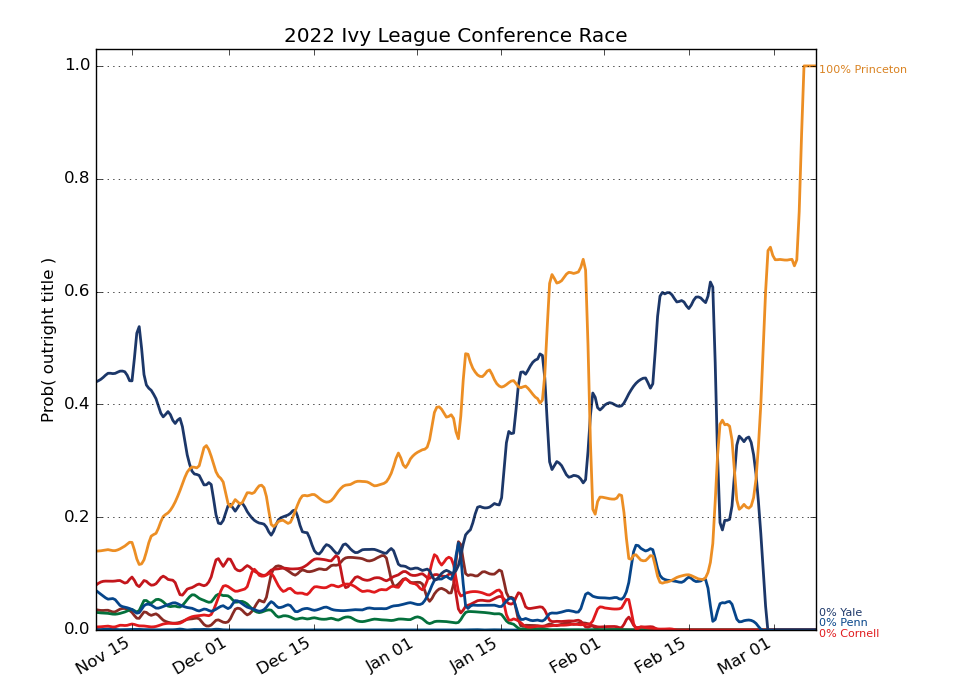 2022 Ivy League Conference Race
Prob( outright title )
1.0
0.8
0.6
0.4
0.2
0.0
100% Princeton
0% Yale
0% Penn
0% Cornell
Nov 15
Dec 01
Dec 15
Jan 01
Jan 15
Feb 01
Feb 15
Mar 01